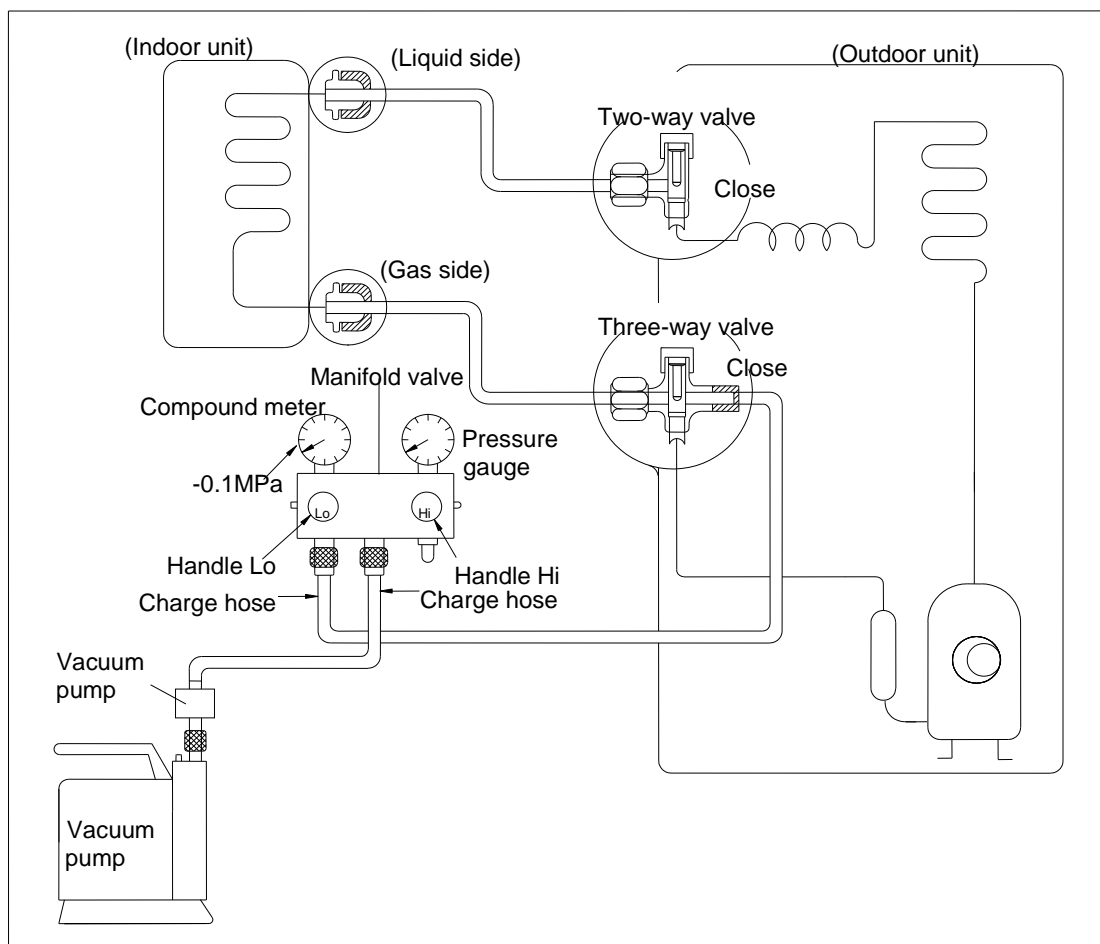 (Indoor unit)
(Liquid side)
(Outdoor unit)
Two-way valve
Close
(Gas side)
Three-way valve
Close
Manifold valve
Compound meter
Pressure
gauge
-0.1MPa
Lo
Hi
Handle Lo
Handle Hi
Charge hose
Charge hose
Vacuum
pump
Vacuum
pump